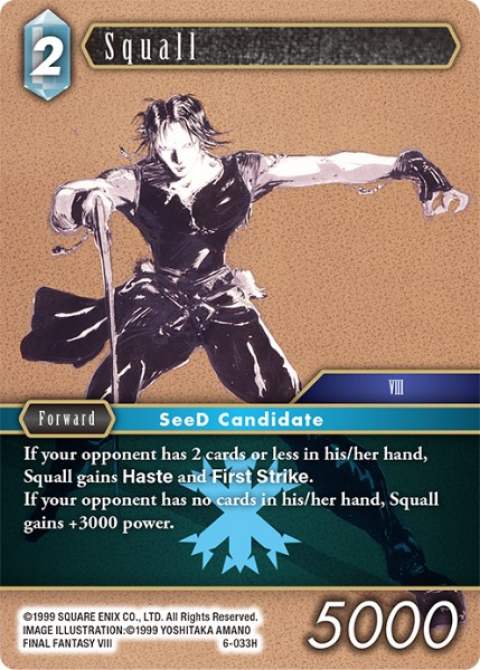 2
Squall
VIII
Forward
SeeD Candidate
If your opponent has 2 cards or less in his/her hand,
Squall gains Haste and First Strike.
If your opponent has no cards in his/her hand, Squall
gains +3000 power.
©1999 SQUARE ENIX CO., LTD. All Rights Reserved.
IMAGE ILLUSTRATION:©1999 YOSHITAKA AMANO
FINAL FANTASY VIII 6-033H
5000